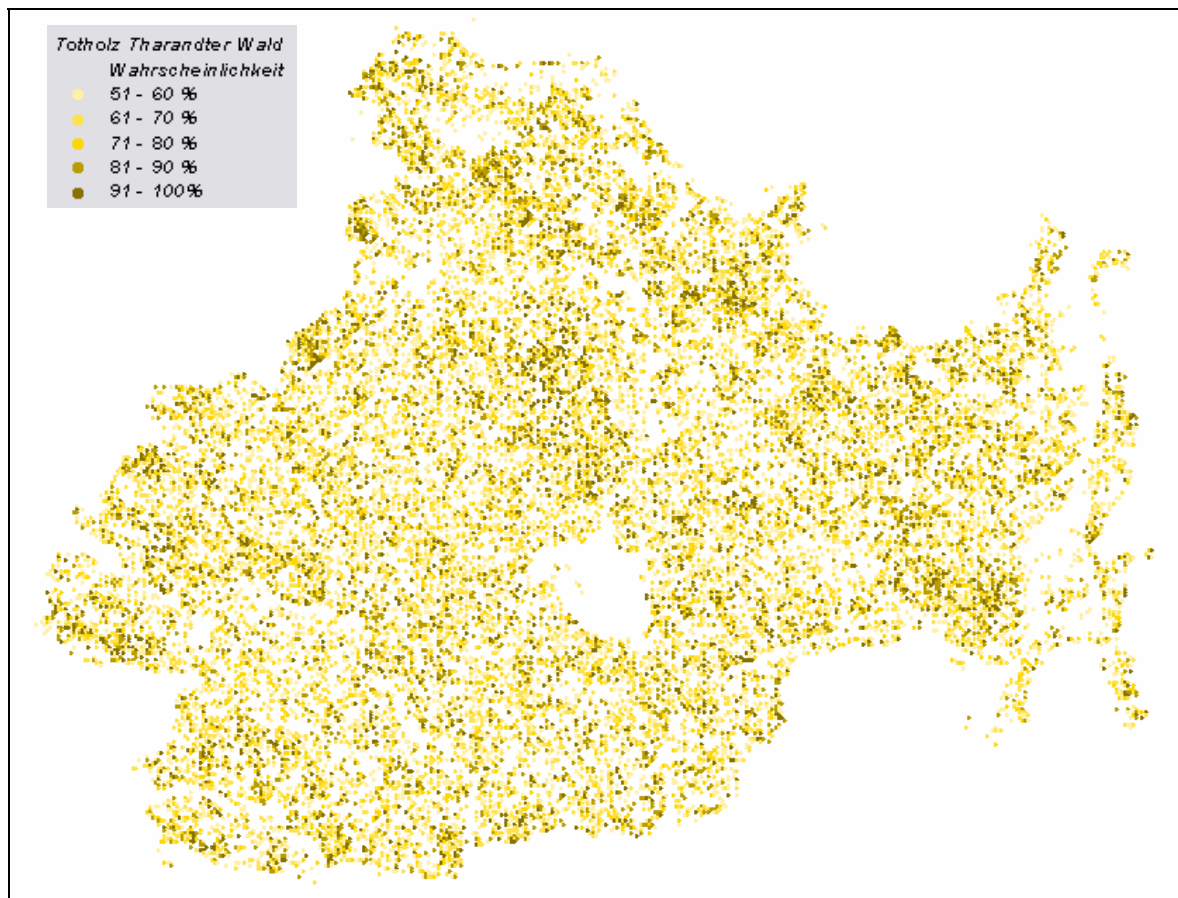 Totholz Tharandter Wald
Wahrscheinlichkeit
51 - 60 %
61 - 70 %
71 - 80 %
81 - 90 %
91 - 100%